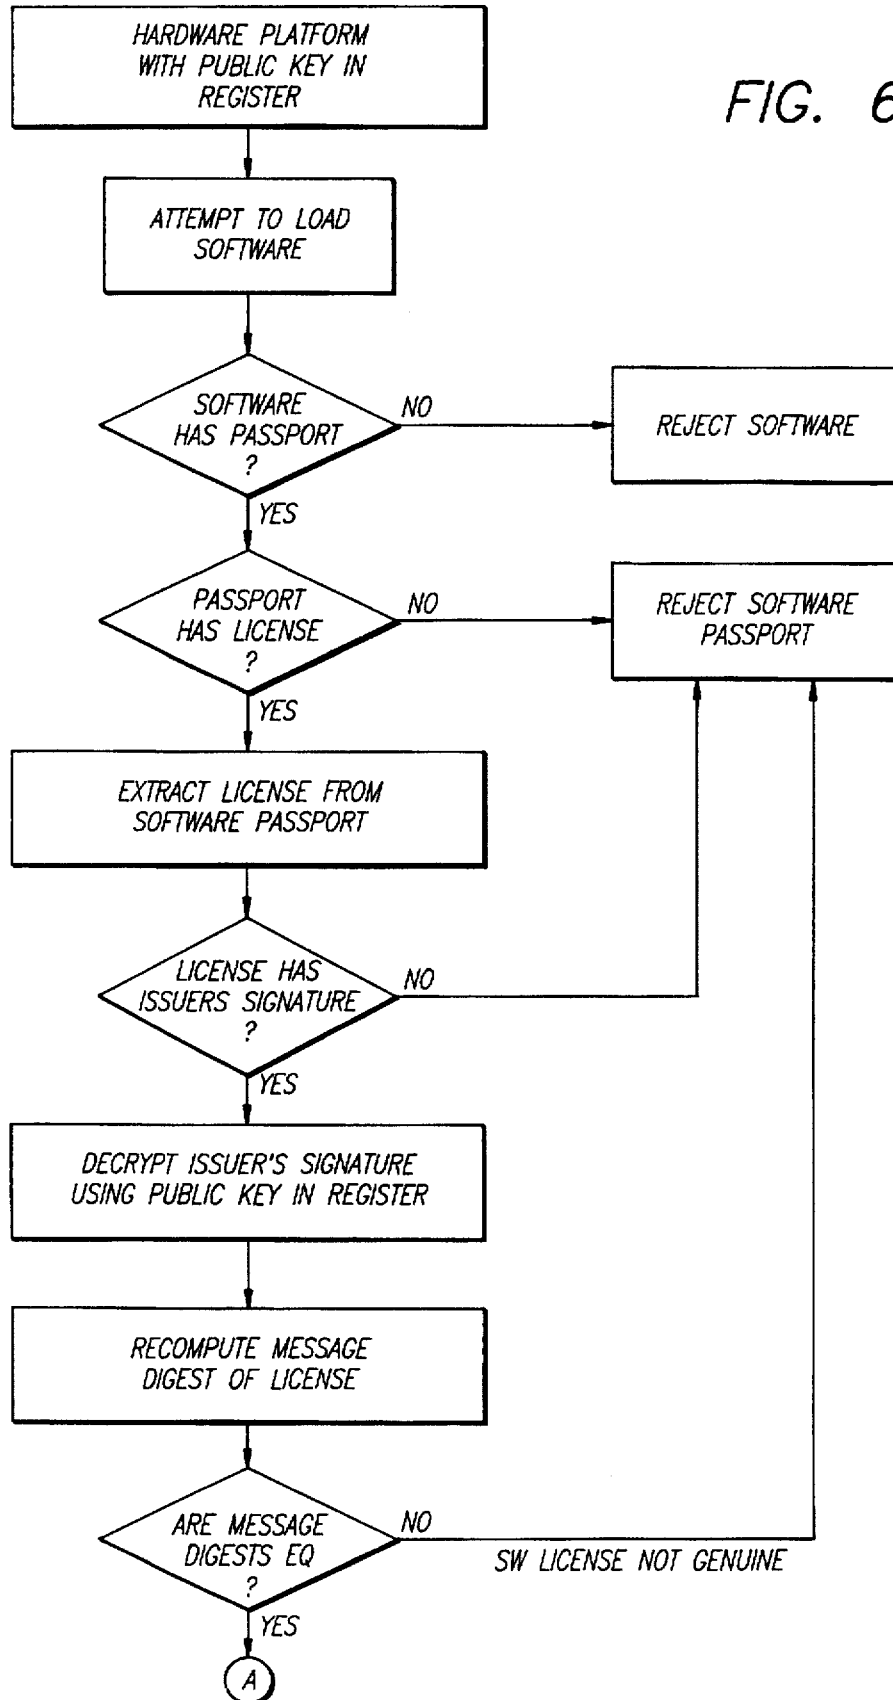 HARDWARE PLATFORM
WITH PUBLIC KEY IN
REGISTER
FIG. 6
ATTEMPT TO LOAD
SOFTWARE
SOFTWARE
HAS PASSPORT
?
NO
REJECT SOFTWARE
YES
PASSPORT
HAS LICENSE
?
NO
REJECT SOFTWARE
PASSPORT
YES
EXTRACT LICENSE FROM
SOFTWARE PASSPORT
LICENSE HAS
ISSUERS SIGNATURE
?
NO
YES
DECRYPT ISSUER'S SIGNATURE
USING PUBLIC KEY IN REGISTER
RECOMPUTE MESSAGE
DIGEST OF LICENSE
ARE MESSAGE
DIGESTS EQ
?
NO
SW LICENSE NOT GENUINE
YES
A